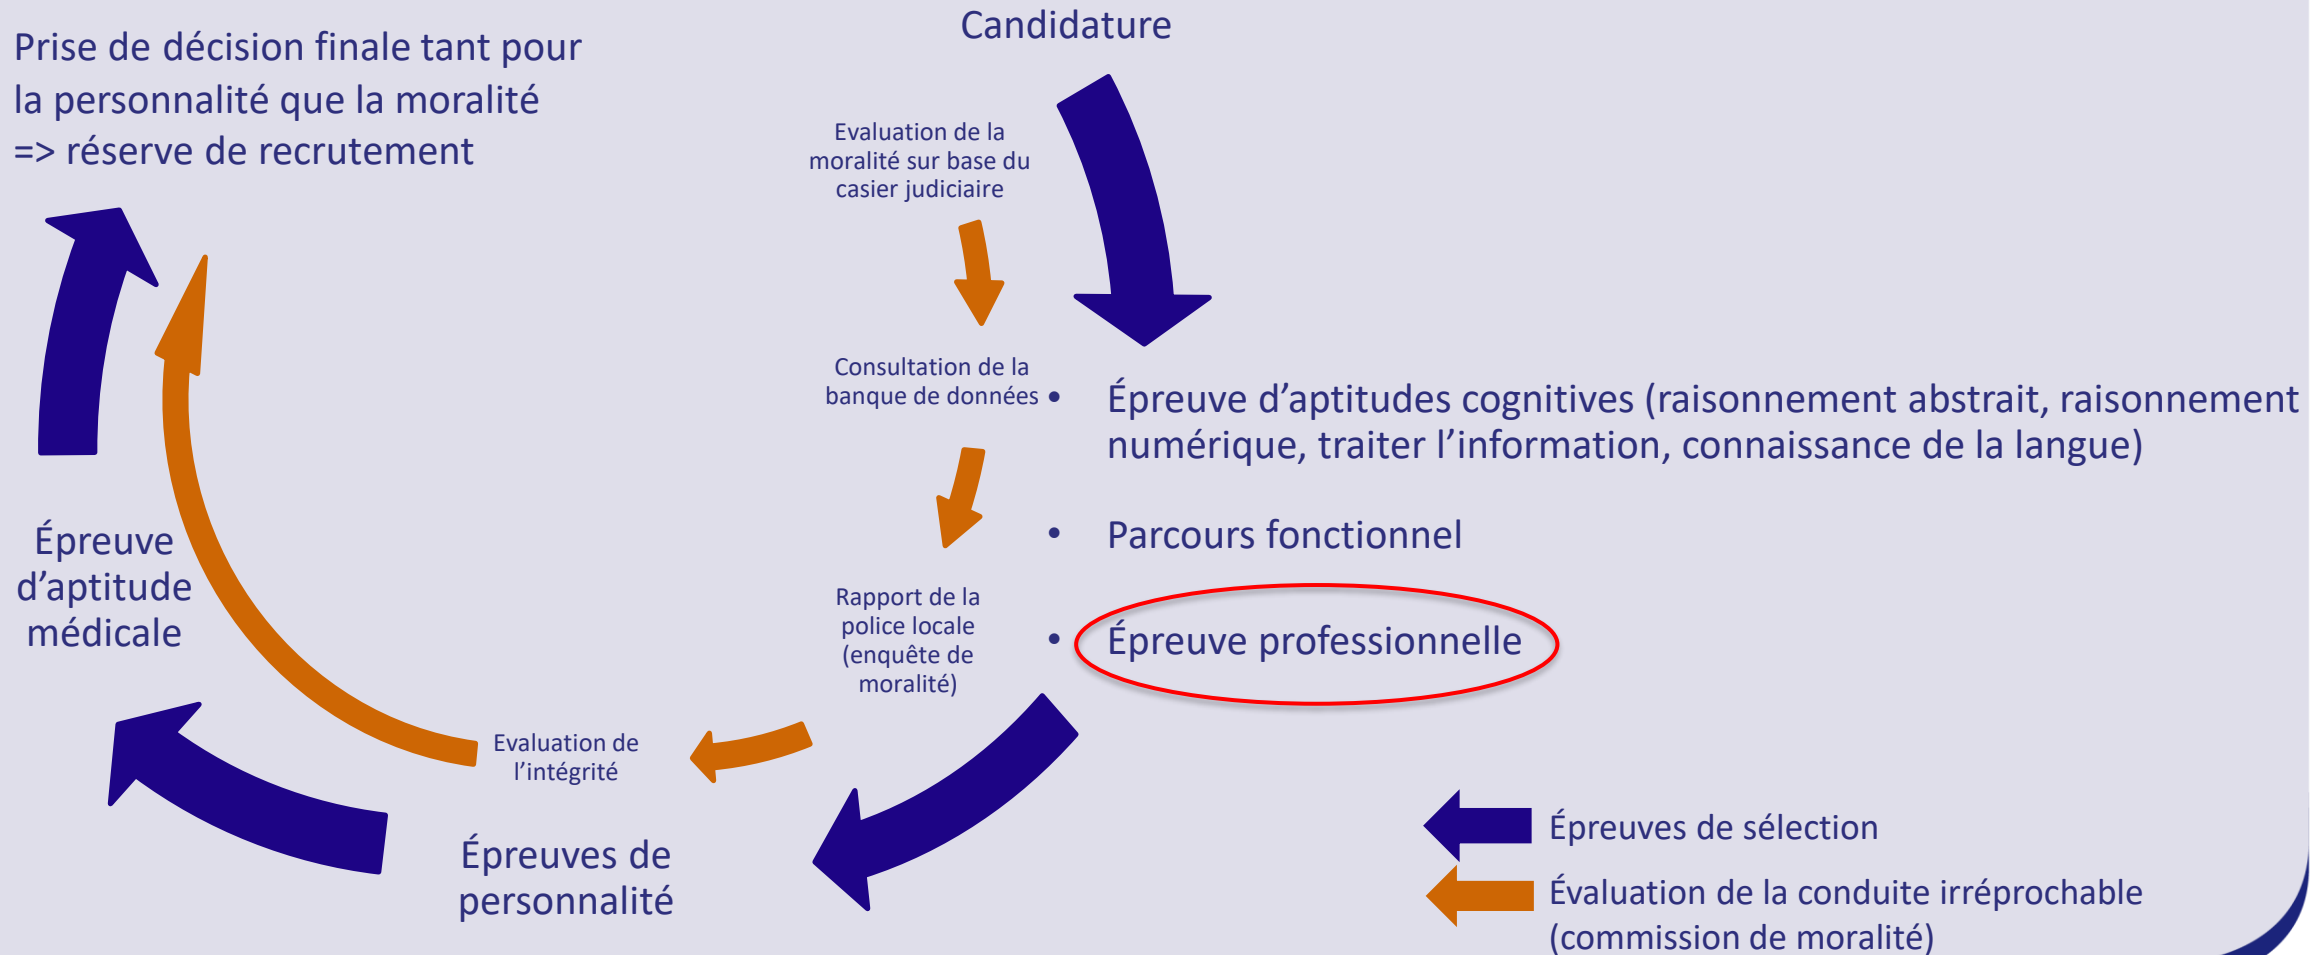 Candidature
Prise de décision finale tant pour
la personnalité que la moralité
=> réserve de recrutement
Evaluation de la
moralité sur base du
casier judiciaire
Consultation de la
banque de données
• Épreuve d’aptitudes cognitives (raisonnement abstrait, raisonnement
numérique, traiter l’information, connaissance de la langue)
• Parcours fonctionnel
• Épreuve professionnelle
Rapport de la
police locale
(enquête de
moralité)
Épreuve
d’aptitude
médicale
Evaluation de
l’intégrité
Épreuves de
personnalité
Épreuves de sélection
Évaluation de la conduite irréprochable
(commission de moralité)